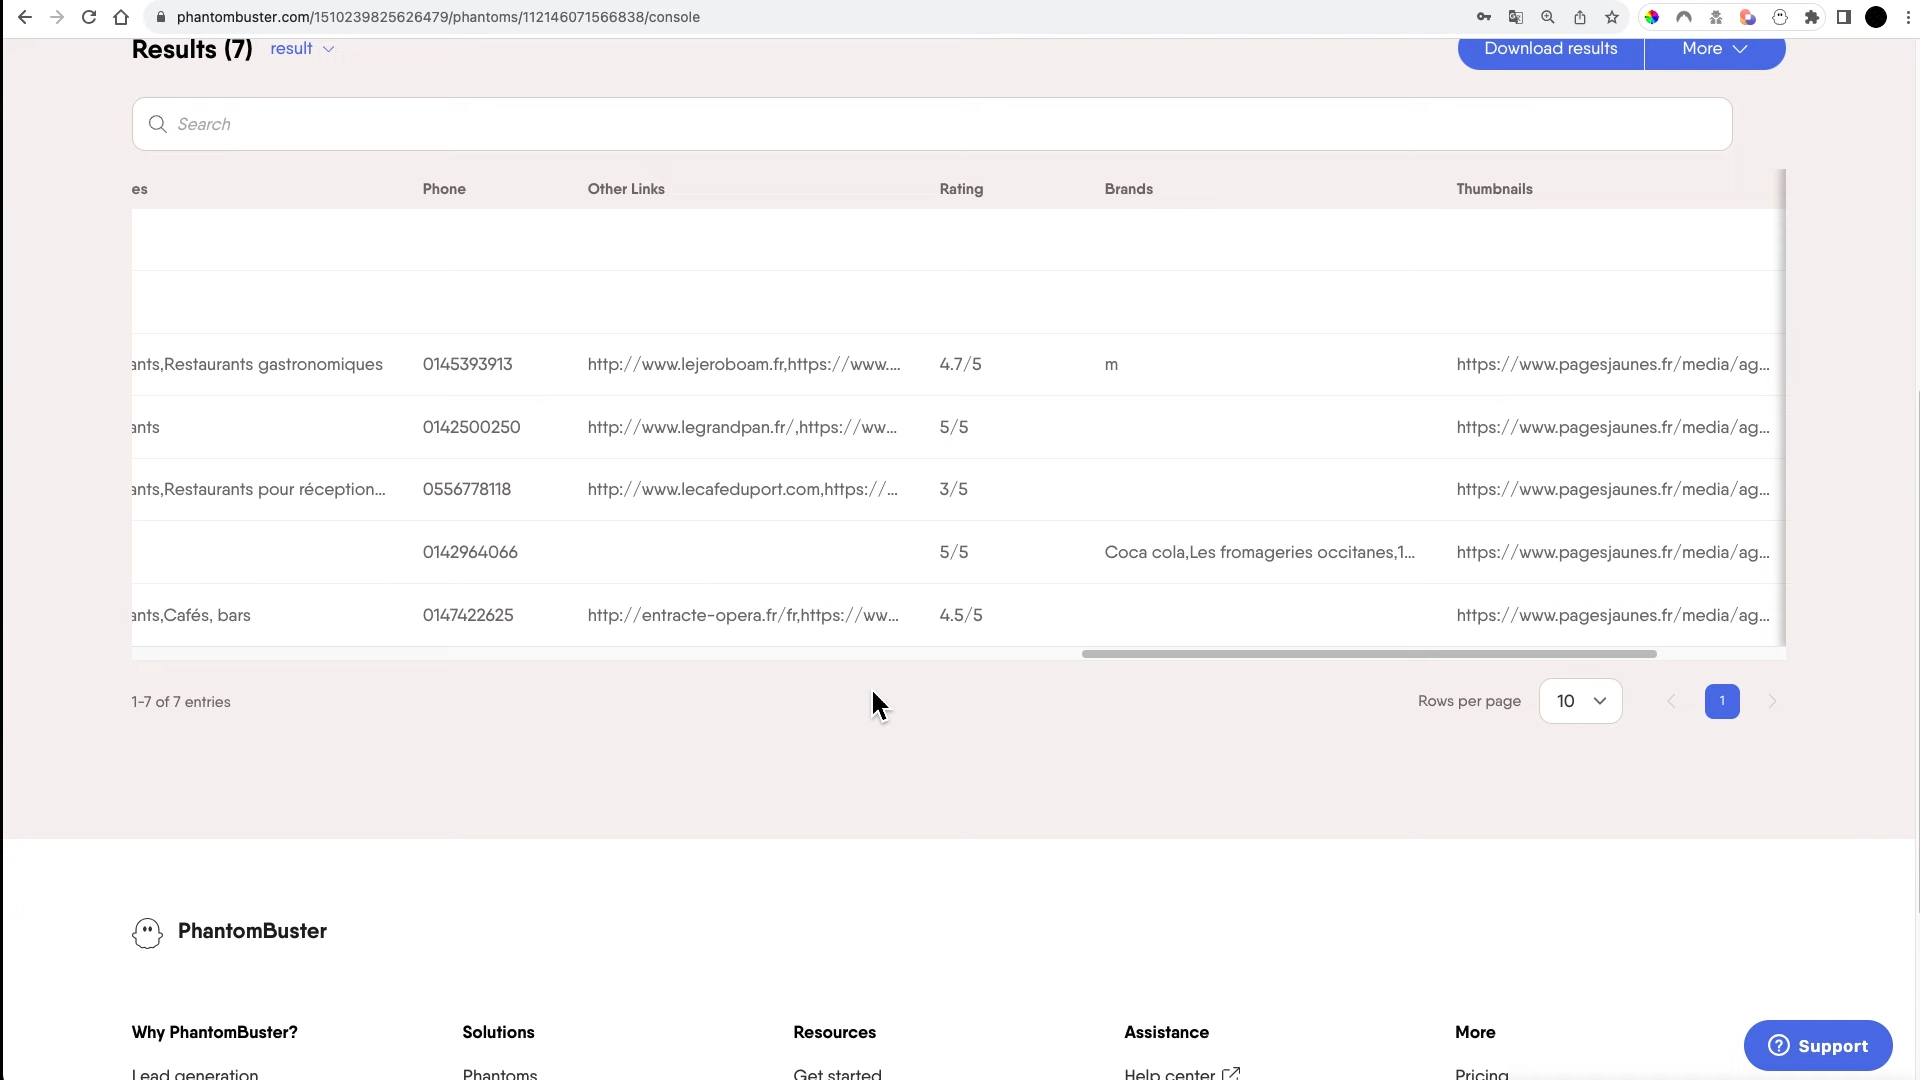 phantombuster.com/1510239825626479/phantoms/112146071566838/console
Results (7) result Download results More
Search
es Phone Other Links Rating Brands Thumbnails
ants,Restaurants gastronomiques 0145393913 http://www.lejeroboam.fr,https://www.... 4.7/5 m https://www.pagesjaunes.fr/media/ag...
ants 0142500250 http://www.legrandpan.fr/,https://ww... 5/5 https://www.pagesjaunes.fr/media/ag...
ants,Restaurants pour réception... 0556778118 http://www.lecafeduport.com,https://... 3/5 https://www.pagesjaunes.fr/media/ag...
0142964066 5/5 Coca cola,Les fromageries occitanes,1... https://www.pagesjaunes.fr/media/ag...
ants,Cafés, bars 0147422625 http://entracte-opera.fr/fr,https://ww... 4.5/5 https://www.pagesjaunes.fr/media/ag...
1-7 of 7 entries Rows per page 10 1
PhantomBuster
Why PhantomBuster? Solutions Resources Assistance More
Lead generation Phantoms Get started Help center Pricing
Support